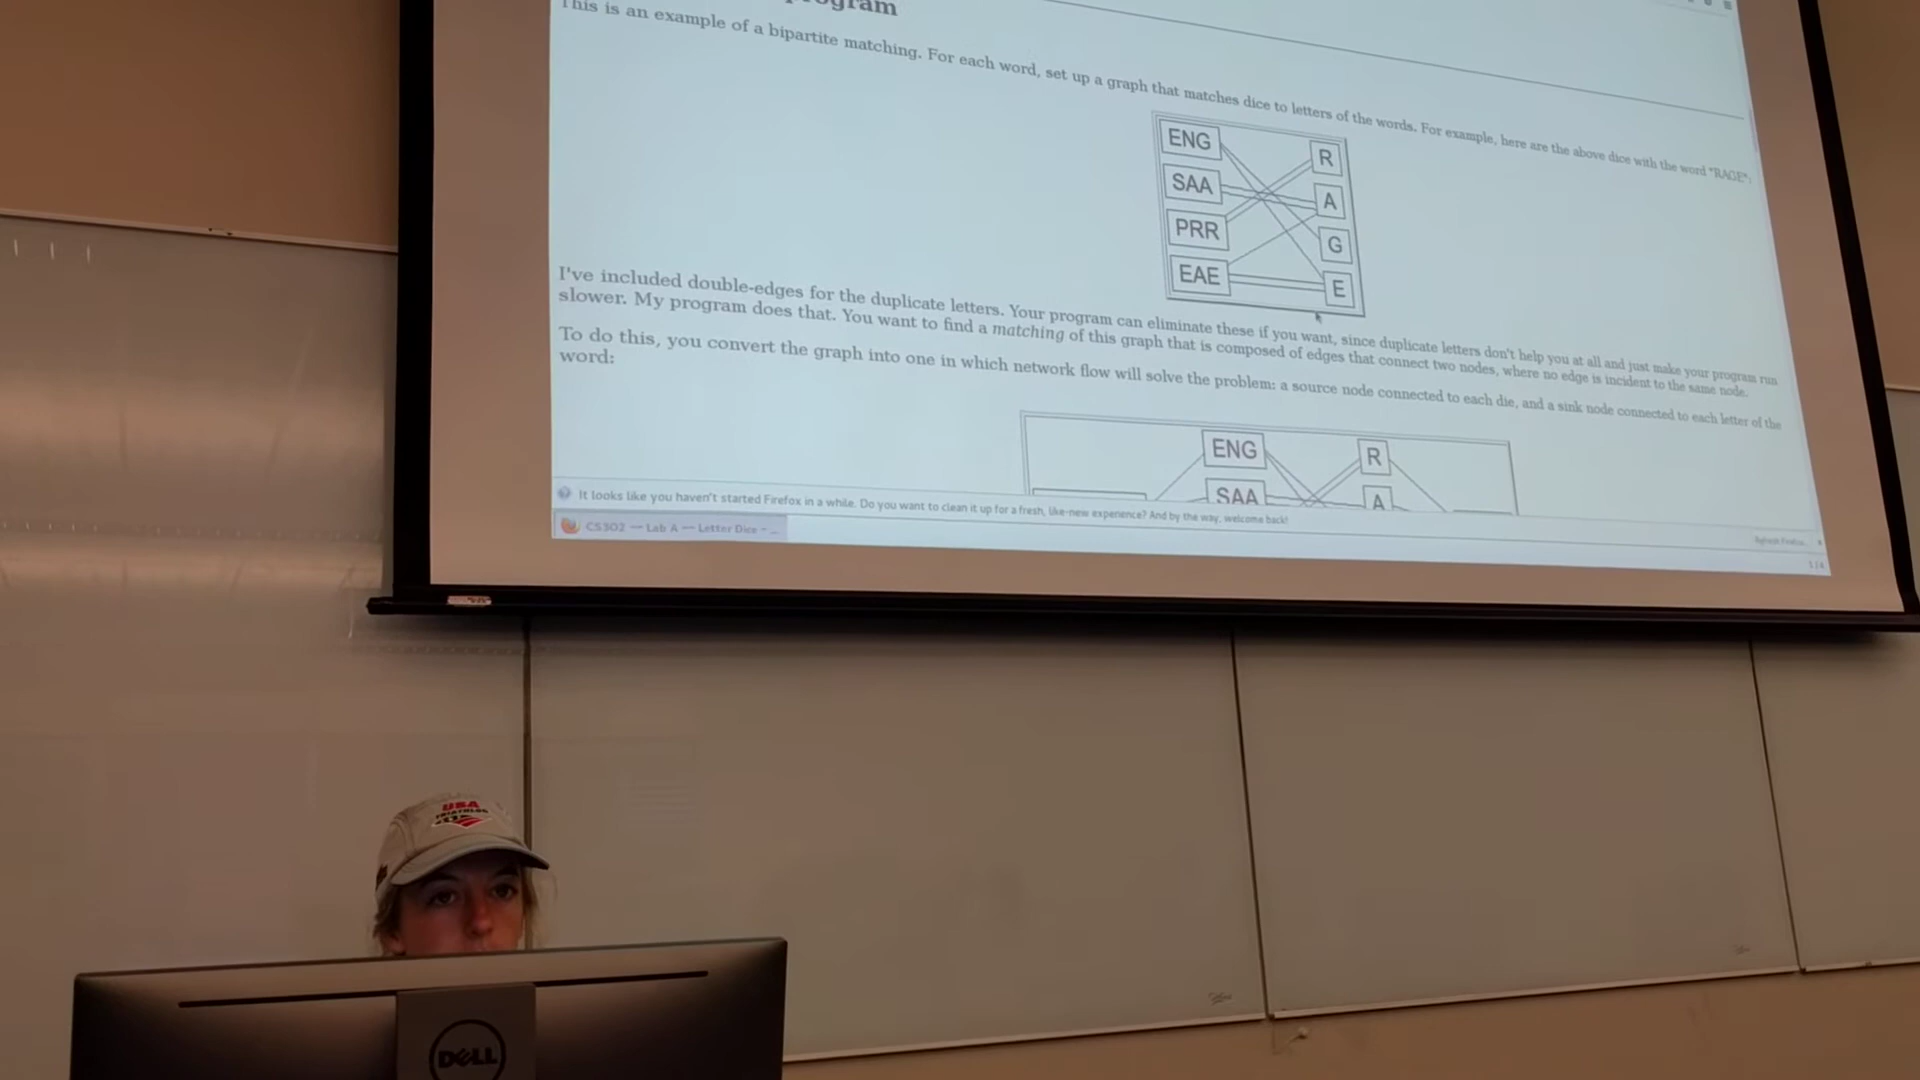 This is an example of a bipartite matching. For each word, set up a graph that matches dice to letters of the words. For example, here are the above dice with the word "RAGE":
ENG
R
SAA
A
PRR
G
EAE
E
I've included double-edges for the duplicate letters. Your program can eliminate these if you want, since duplicate letters don't help you at all and just make your program run
slower. My program does that. You want to find a matching of this graph that is composed of edges that connect two nodes, where no edge is incident to the same node.
To do this, you convert the graph into one in which network flow will solve the problem: a source node connected to each die, and a sink node connected to each letter of the
word:
ENG
R
SAA
A
It looks like you haven't started Firefox in a while. Do you want to clean it up for a fresh, like-new experience? And by the way, welcome back!
CS302 -- Lab A -- Letter Dice - ...
USA
TRIATHLON
DELL